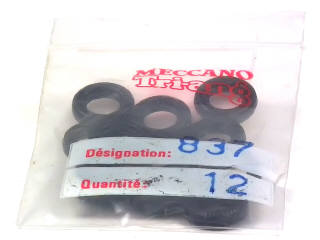 MECCANO
Triang
Désignation: 837
Quantité: 12